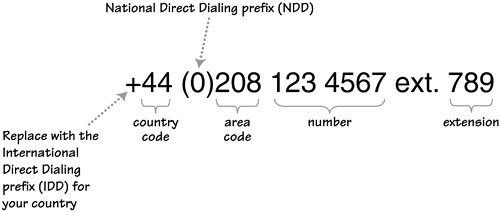 National Direct Dialing prefix (NDD)
+44 (0)208 123 4567 ext. 789
country
code
area
code
number
extension
Replace with the
International
Direct Dialing
prefix (IDD) for
your country